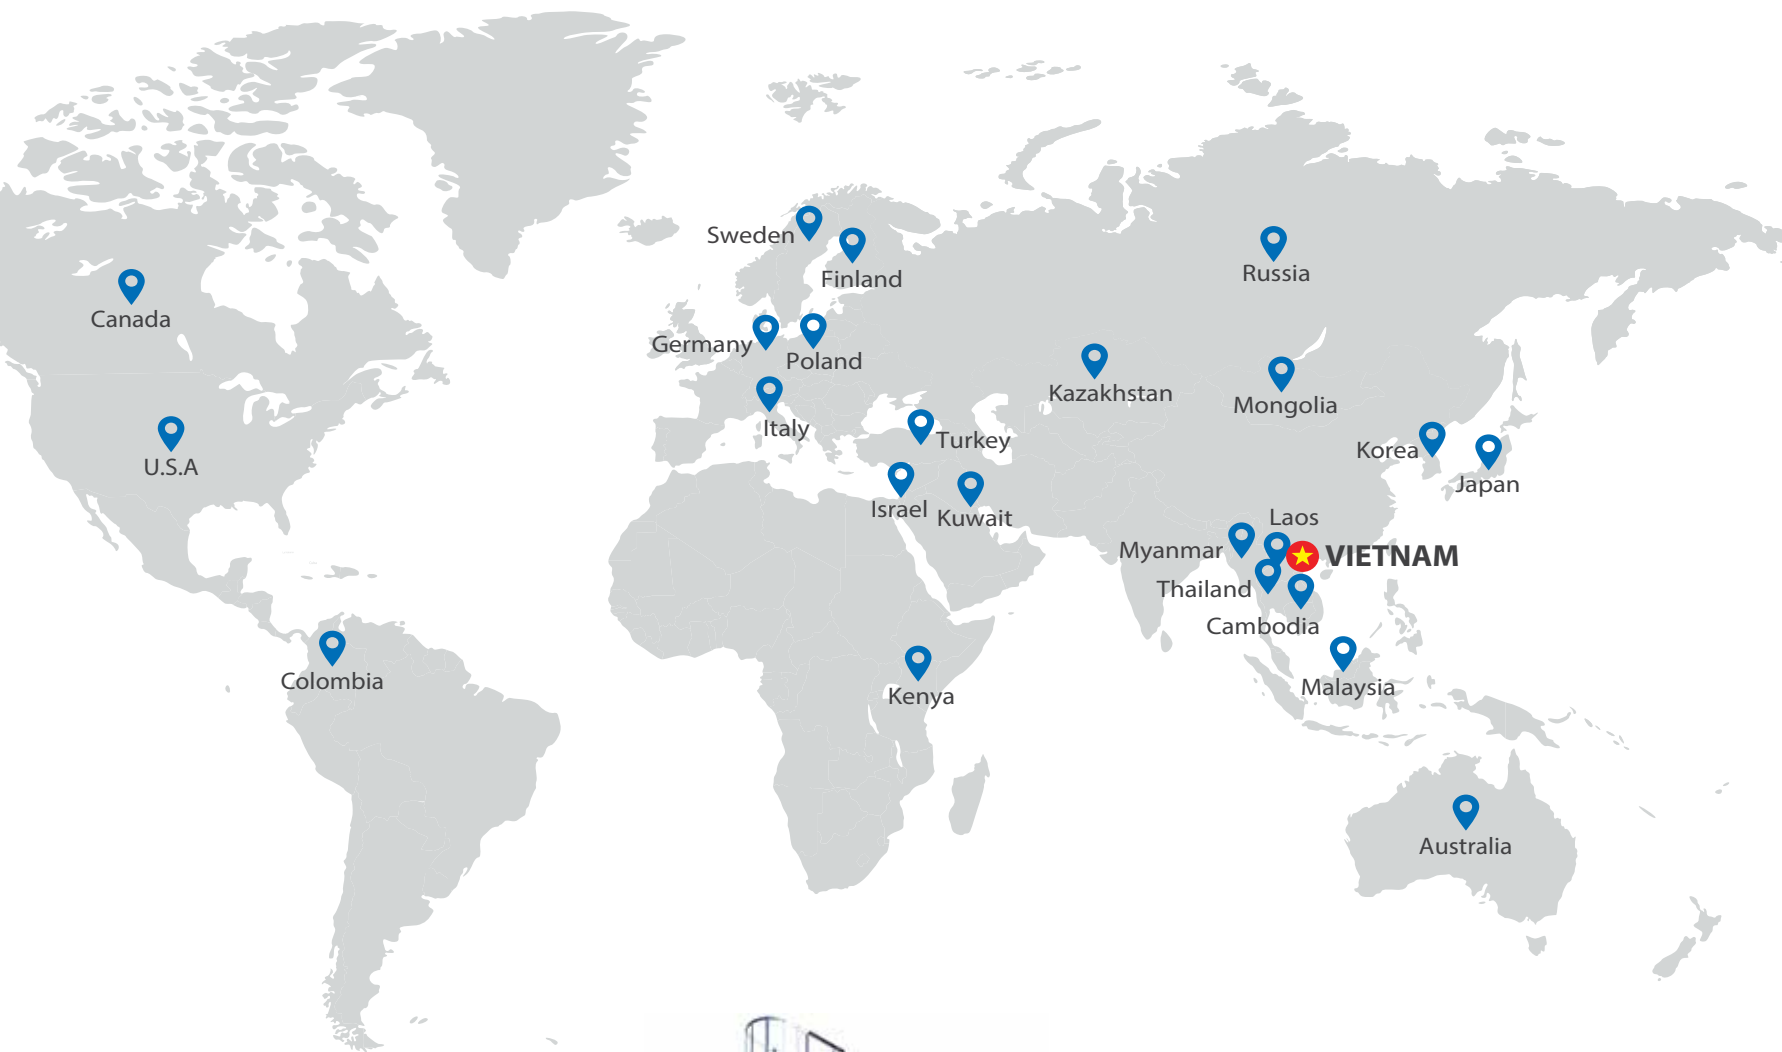 Sweden
Finland
Russia
Canada
Germany
Poland
Kazakhstan
Mongolia
Italy
Turkey
Korea
U.S.A
Japan
Israel
Kuwait
Laos
Myanmar
VIETNAM
Thailand
Cambodia
Colombia
Malaysia
Kenya
Australia